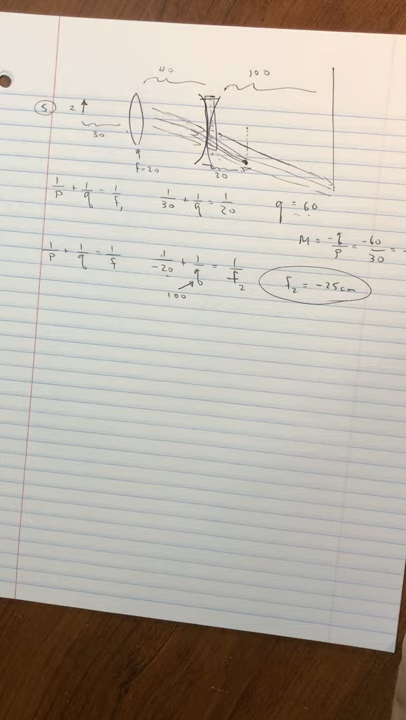 40 100
5 2 ↑
30
f=20 20
1/p + 1/q = 1/f₁ 1/30 + 1/q = 1/20 q = 60
M = -q/p = -60/30 = -
1/p + 1/q = 1/f 1/-20 + 1/q = 1/f₂ f₂ = -25cm
100